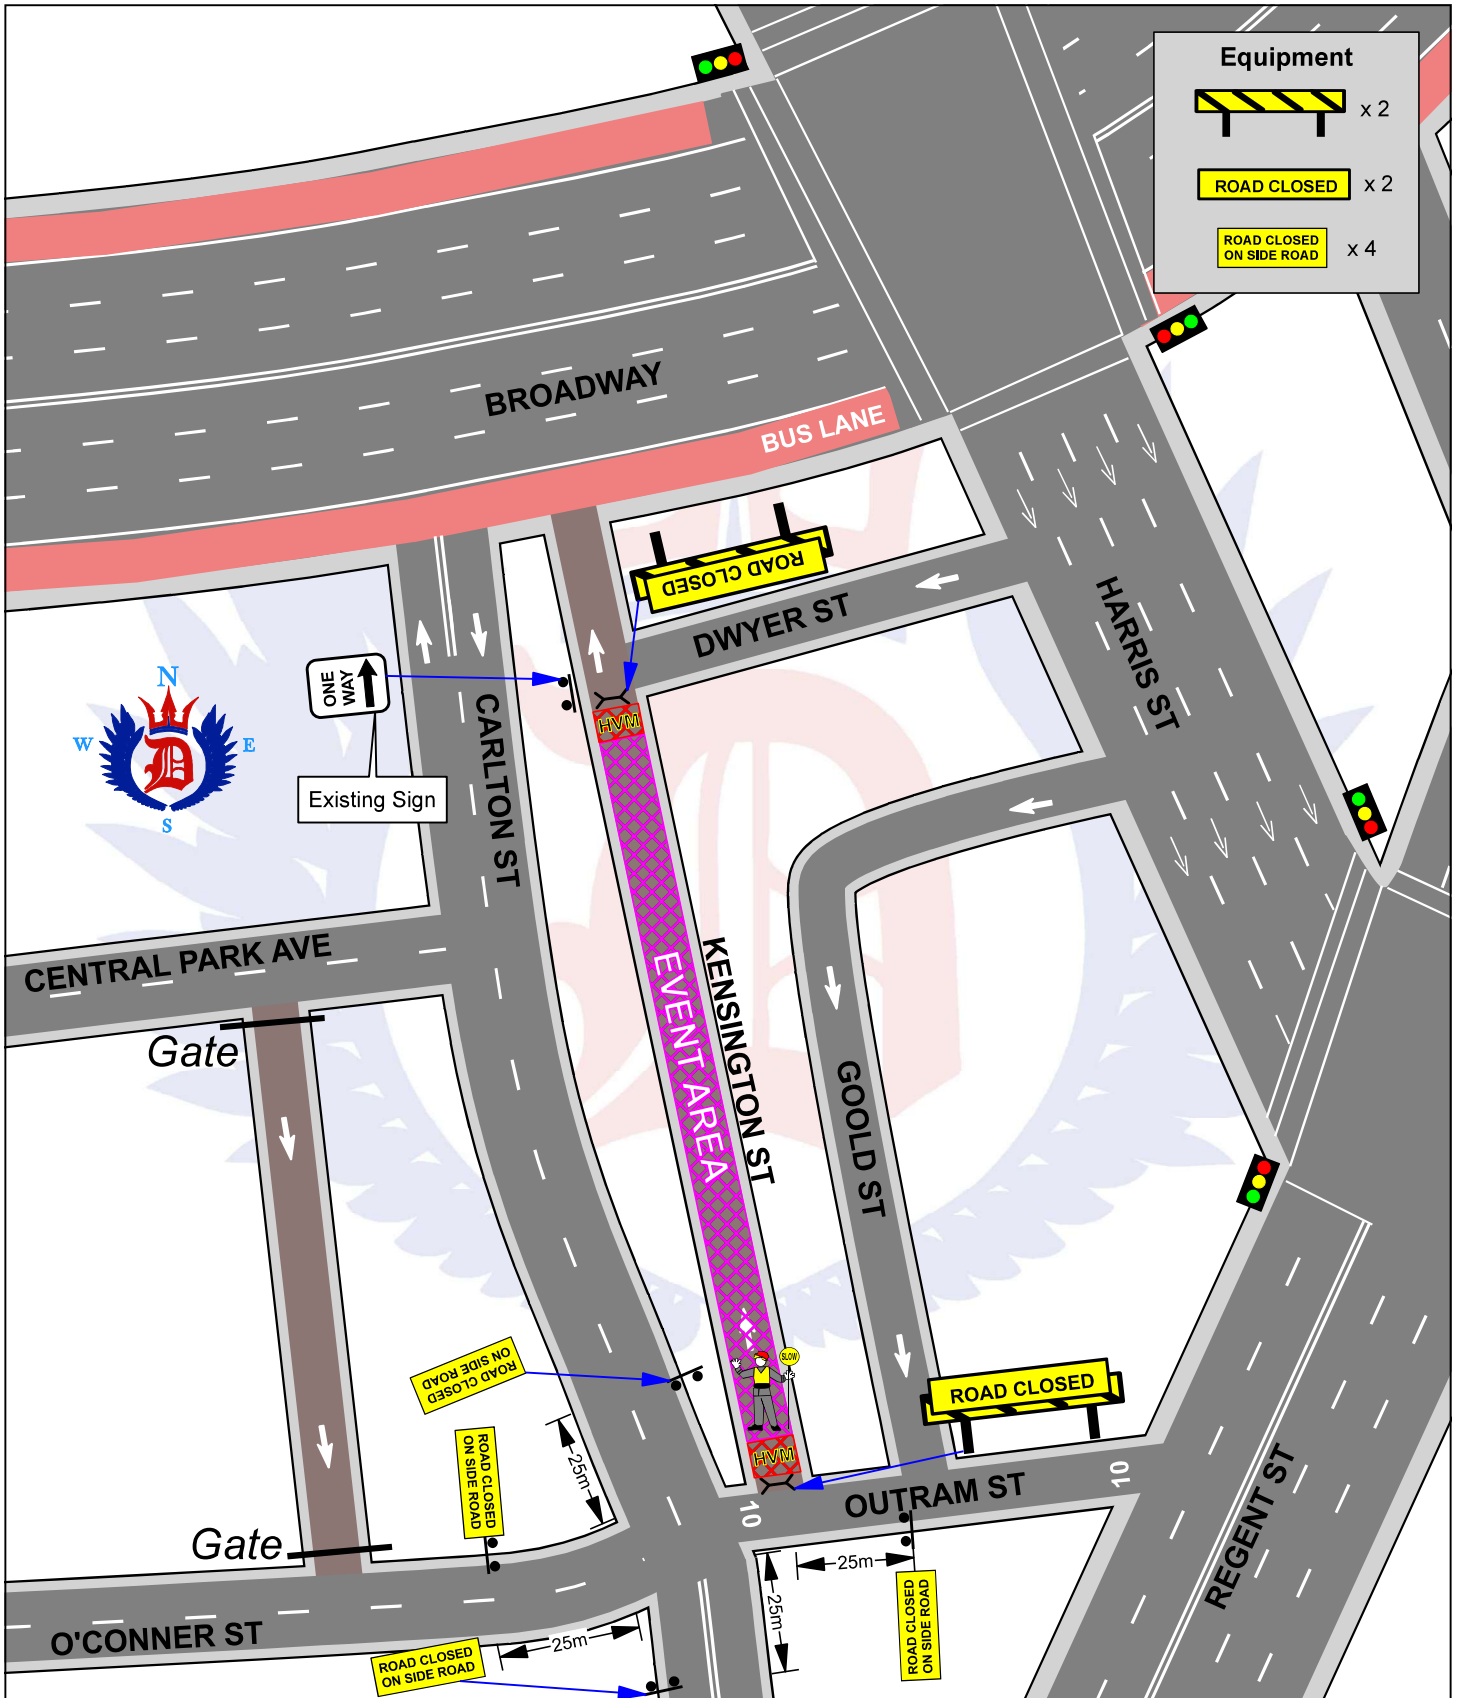 Equipment
x 2
ROAD CLOSED
x 2
ROAD CLOSED
ON SIDE ROAD
x 4
BROADWAY
BUS LANE
ROAD CLOSED
DWYER ST
HARRIS ST
ONE
WAY
N
W
E
S
Existing Sign
CARLTON ST
HVM
CENTRAL PARK AVE
Gate
EVENT AREA
KENSINGTON ST
GOOLD ST
ROAD CLOSED
ON SIDE ROAD
SLOW
ROAD CLOSED
ROAD CLOSED
ON SIDE ROAD
25m
HVM
10
OUTRAM ST
10
REGENT ST
Gate
25m
25m
ROAD CLOSED
ON SIDE ROAD
O'CONNER ST
25m
ROAD CLOSED
ON SIDE ROAD